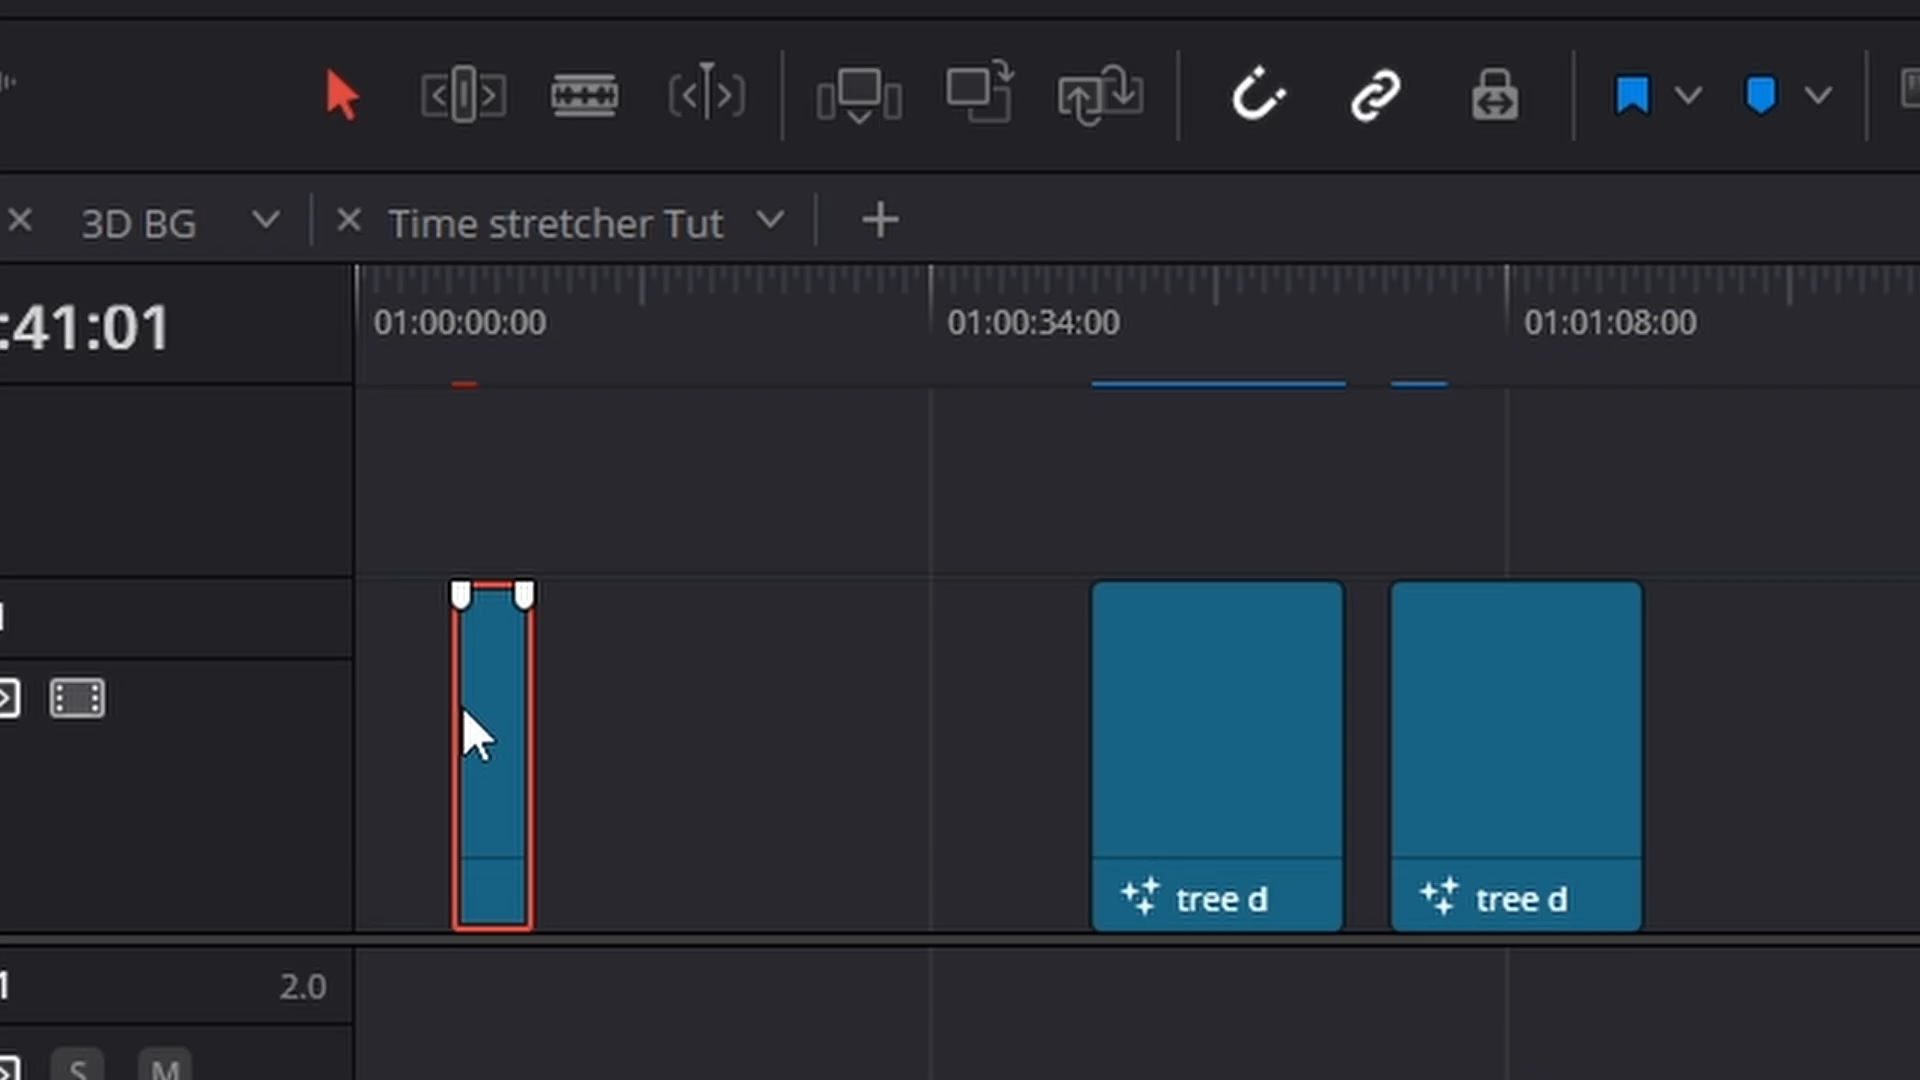 3D BG
Time stretcher Tut
:41:01
01:00:00:00
01:00:34:00
01:01:08:00
tree d
tree d
1
2.0
S
M